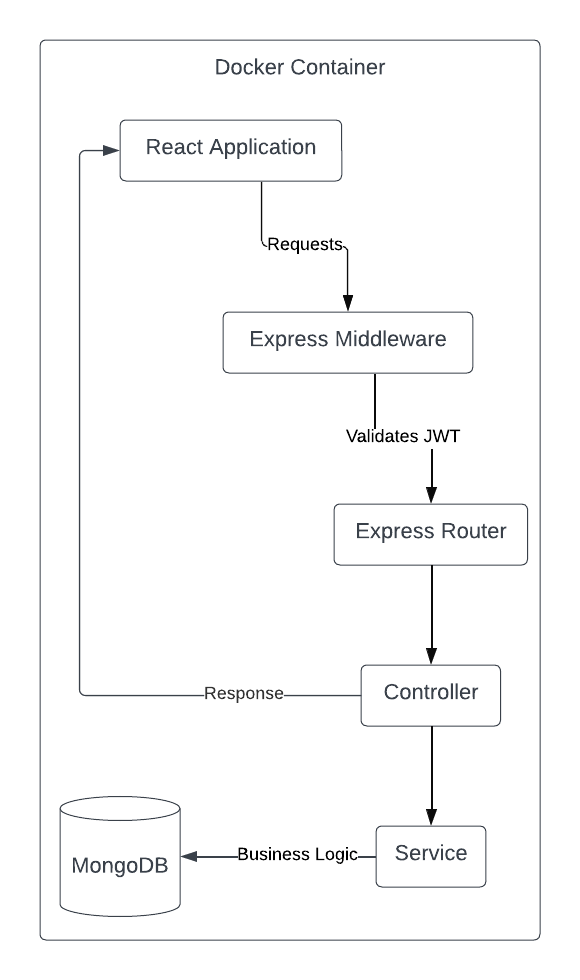 Docker Container
React Application
Requests
Express Middleware
Validates JWT
Express Router
Controller
Response
Service
Business Logic
MongoDB